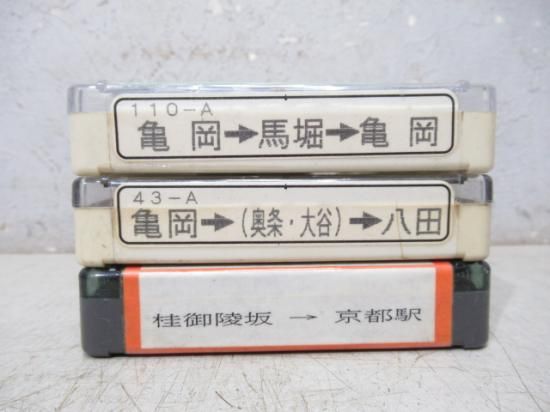 110-A
亀岡➡馬堀➡亀岡
43-A
亀岡➡(奥条・大谷)➡八田
桂御陵坂 → 京都駅